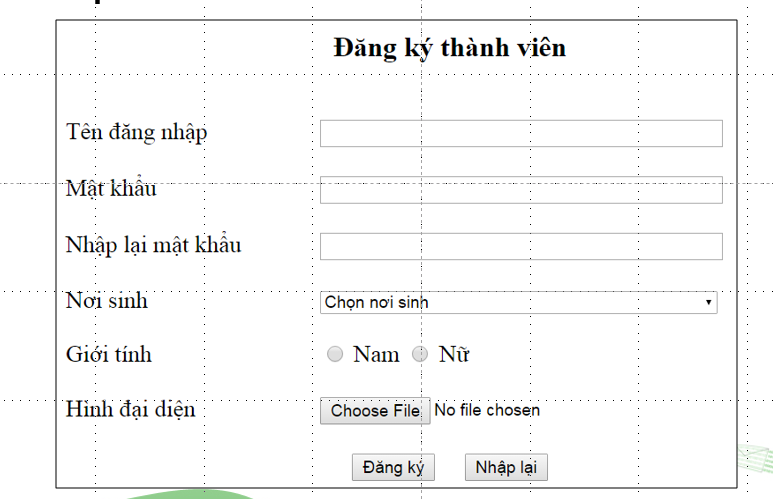 Đăng ký thành viên
Tên đăng nhập
Mật khẩu
Nhập lại mật khẩu
Nơi sinh
Chọn nơi sinh
Giới tính
Nam Nữ
Hình đại diện
Choose File No file chosen
Đăng ký Nhập lại